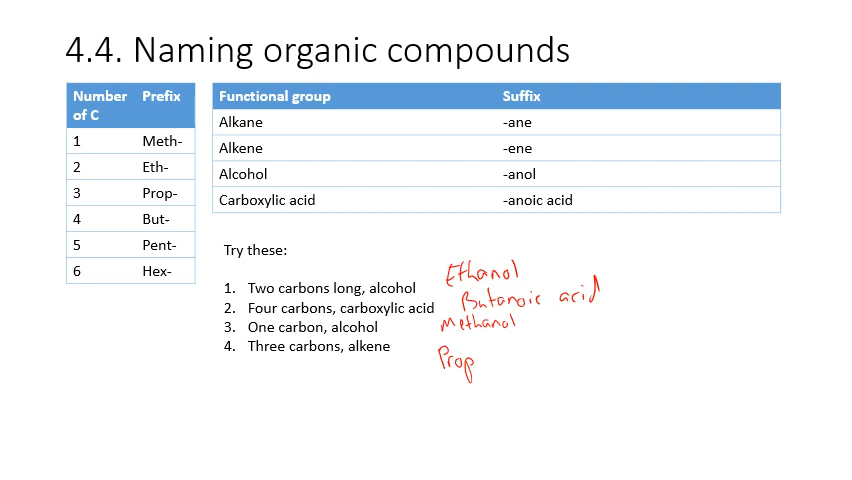 4.4. Naming organic compounds
Number of C Prefix
1 Meth-
2 Eth-
3 Prop-
4 But-
5 Pent-
6 Hex-
Functional group Suffix
Alkane -ane
Alkene -ene
Alcohol -anol
Carboxylic acid -anoic acid
Try these:
1. Two carbons long, alcohol Ethanol
2. Four carbons, carboxylic acid Butanoic acid
3. One carbon, alcohol Methanol
4. Three carbons, alkene Prop